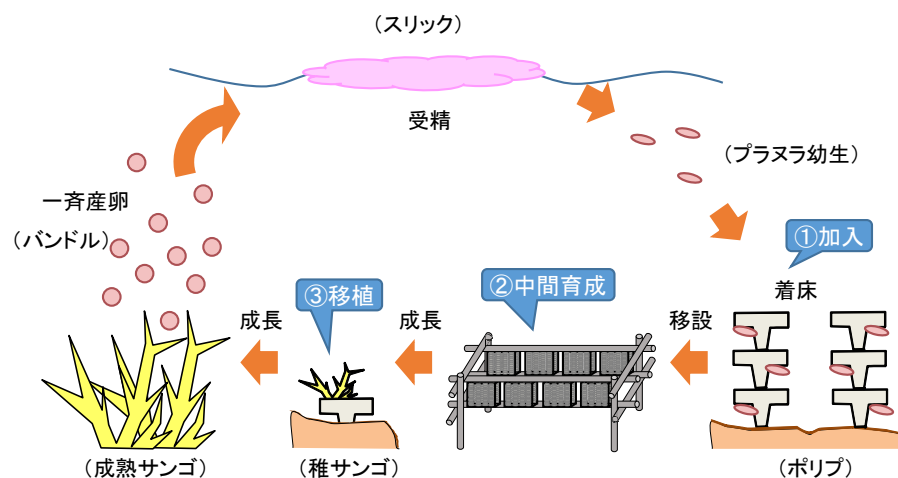 (スリック)
受精
(プラヌラ幼生)
一斉産卵
(バンドル)
①加入
着床
②中間育成
③移植
移設
成長
成長
(成熟サンゴ)
(稚サンゴ)
(ポリプ)